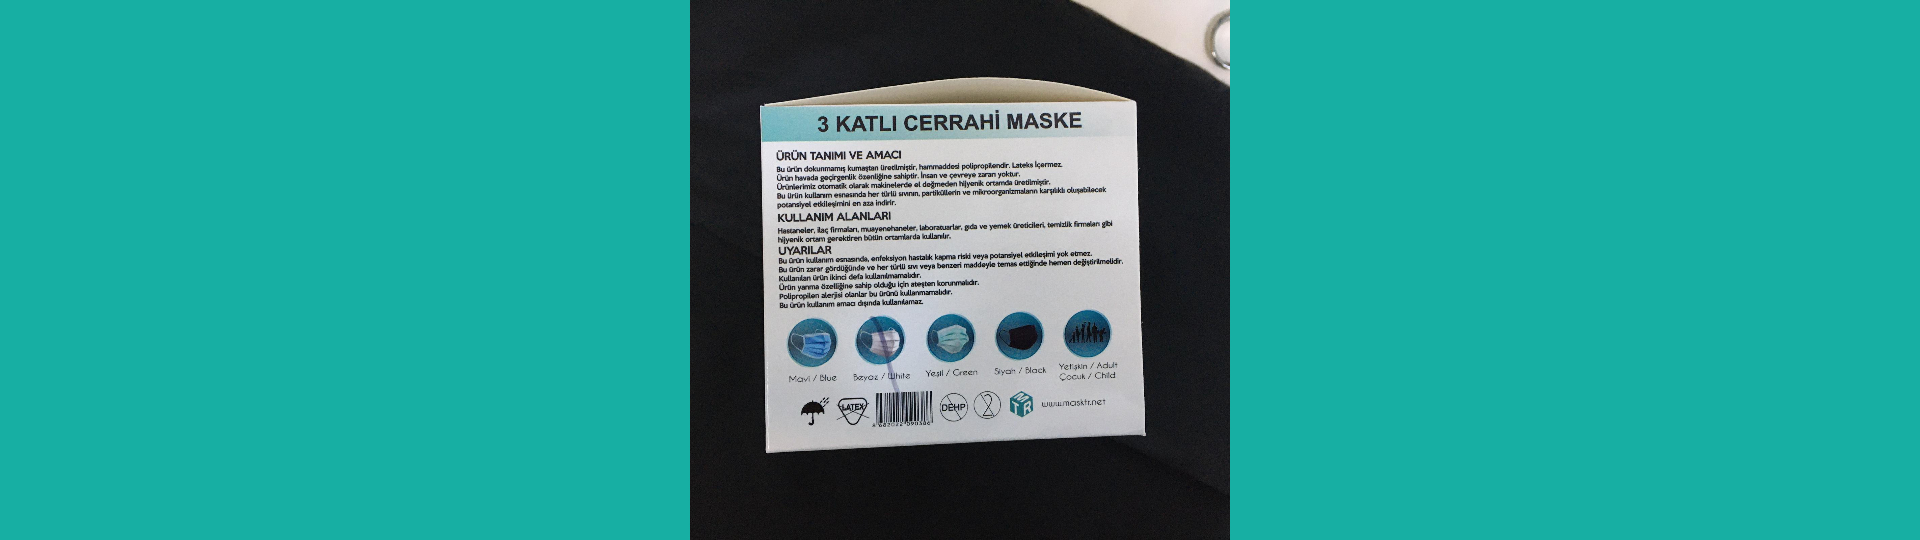 3 KATLI CERRAHİ MASKE
ÜRÜN TANIMI VE AMACI
Bu ürün dokunmamış kumaştan üretilmiştir, hammaddesi polipropilendir. Lateks İçermez.
Ürün havada geçirgenlik özenliğine sahiptir. İnsan ve çevreye zararı yoktur.
Ürünlerimiz otomatik olarak makinelerde el değmeden hijyenik ortamda üretilmiştir.
Bu ürün kullanım esnasında her türlü sıvının, partiküllerin ve mikroorganizmaların karşılıklı oluşabilecek
potansiyel etkileşimini en aza indirir.
KULLANIM ALANLARI
Hastaneler, ilaç firmaları, muayenehaneler, laboratuarlar, gıda ve yemek üreticileri, temizlik firmaları gibi
hijyenik ortam gerektiren bütün ortamlarda kullanılır.
UYARILAR
Bu ürün kullanım esnasında, enfeksiyon hastalık kapma riski veya potansiyel etkileşimi yok etmez.
Bu ürün zarar gördüğünde ve her türlü sıvı veya benzeri maddeyle temas ettiğinde hemen değiştirilmelidir.
Kullanılan ürün ikinci defa kullanılmamalıdır.
Ürün yanma özelliğine sahip olduğu için ateşten korunmalıdır.
Polipropilen alerjisi olanlar bu ürünü kullanmamalıdır.
Bu ürün kullanım amacı dışında kullanılamaz.
Mavi / Blue
Beyaz / White
Yeşil / Green
Siyah / Black
Yetişkin / Adult
Çocuk / Child
LATEX
DEHP
2
MTR
www.masktr.net